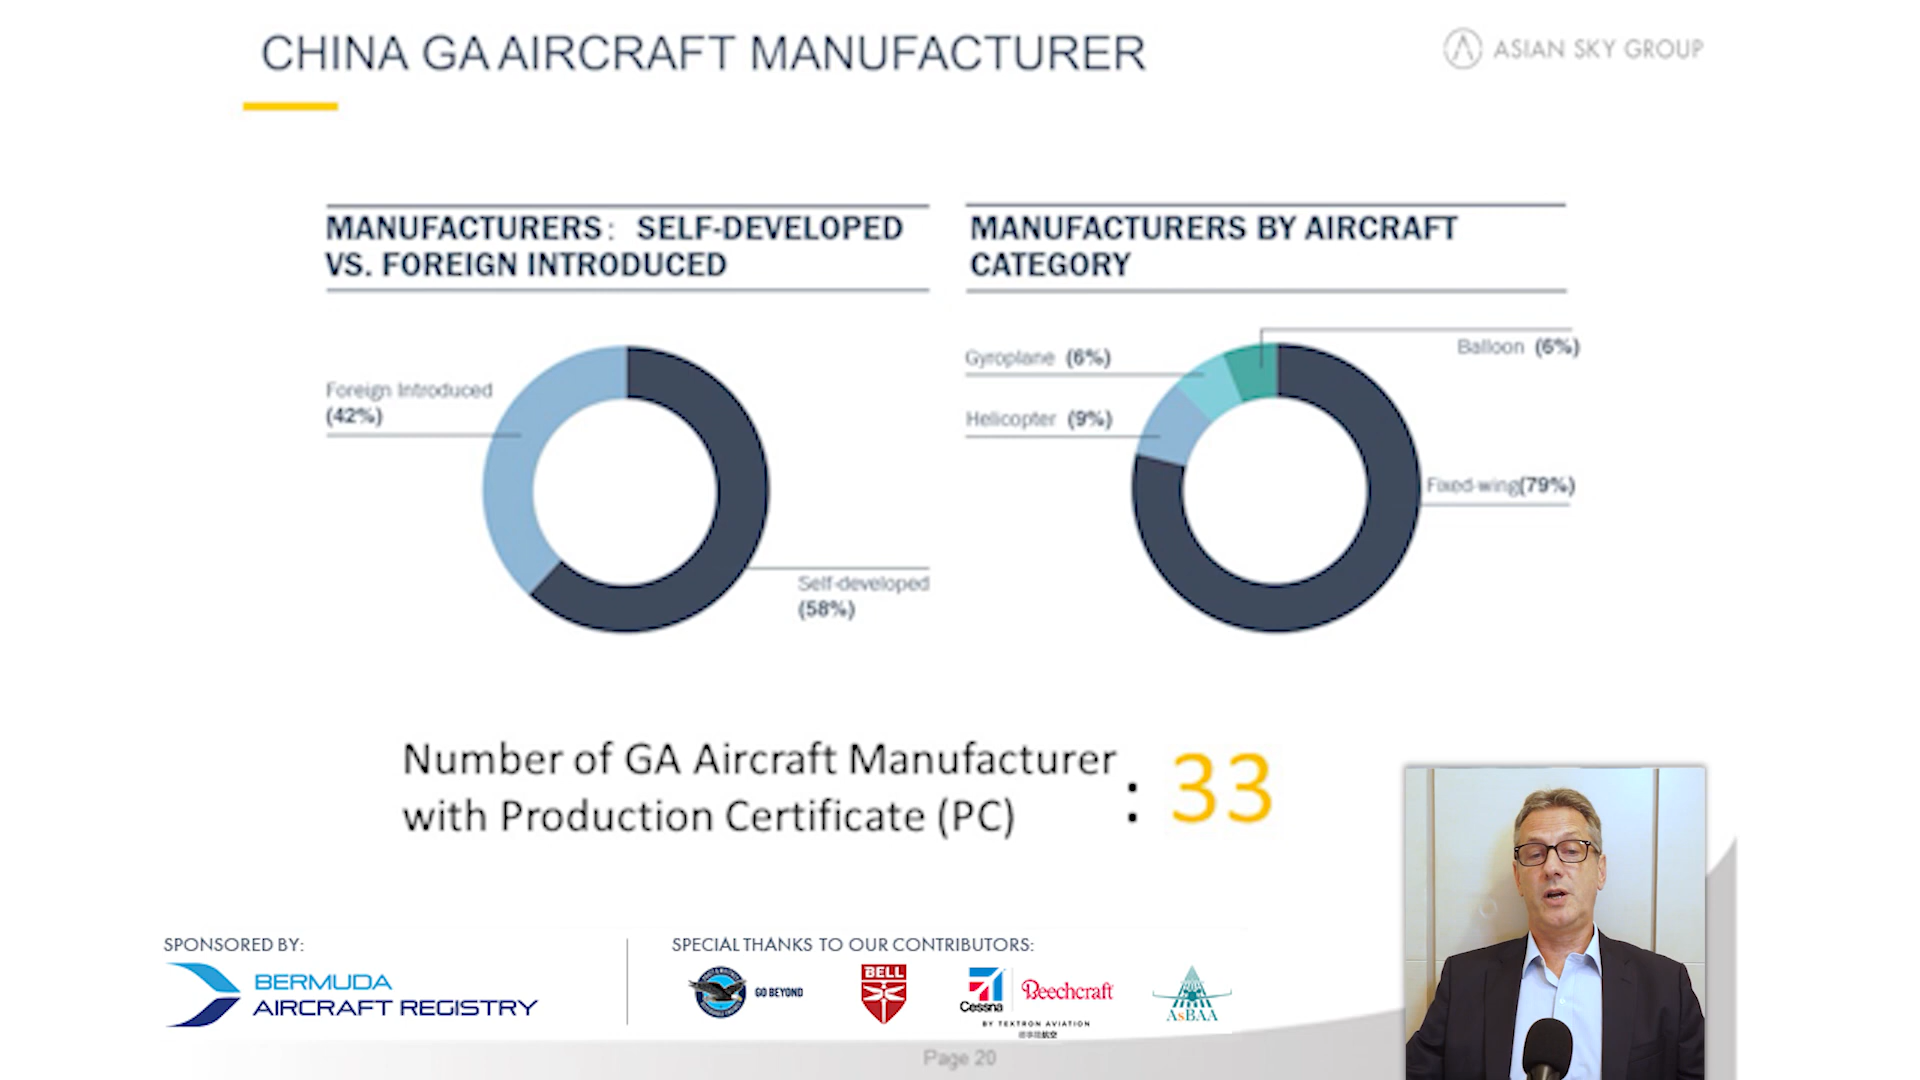 CHINA GA AIRCRAFT MANUFACTURER
ASIAN SKY GROUP
MANUFACTURERS: SELF-DEVELOPED
VS. FOREIGN INTRODUCED
Foreign Introduced
(42%)
Self-developed
(58%)
MANUFACTURERS BY AIRCRAFT
CATEGORY
Gyroplane (6%)
Balloon (6%)
Helicopter (9%)
Fixed-wing(79%)
Number of GA Aircraft Manufacturer
with Production Certificate (PC)
: 33
SPONSORED BY:
BERMUDA
AIRCRAFT REGISTRY
SPECIAL THANKS TO OUR CONTRIBUTORS:
GO BEYOND
BELL
Cessna
Beechcraft
BY TEXTRON AVIATION
AsBAA
Page 20